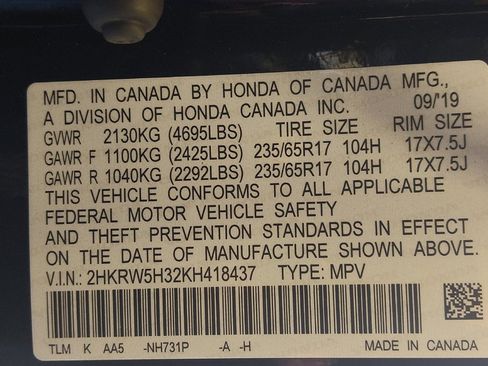 MFD. IN CANADA BY HONDA OF CANADA MFG.,
A DIVISION OF HONDA CANADA INC. 09/'19
GVWR 2130KG (4695LBS) TIRE SIZE RIM SIZE
GAWR F 1100KG (2425LBS) 235/65R17 104H 17X7.5J
GAWR R 1040KG (2292LBS) 235/65R17 104H 17X7.5J
THIS VEHICLE CONFORMS TO ALL APPLICABLE
FEDERAL MOTOR VEHICLE SAFETY
AND THEFT PREVENTION STANDARDS IN EFFECT
ON THE DATE OF MANUFACTURE SHOWN ABOVE.
V.I.N.: 2HKRW5H32KH418437 TYPE: MPV
TLM K AA5 -NH731P -A -H MADE IN CANADA